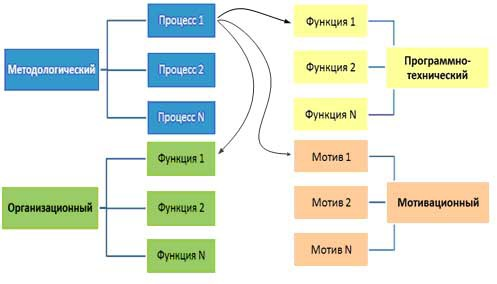 Методологический
Процесс 1
Процесс 2
Процесс N
Функция 1
Функция 2
Функция N
Программно-
технический
Организационный
Функция 1
Функция 2
Функция N
Мотив 1
Мотив 2
Мотив N
Мотивационный